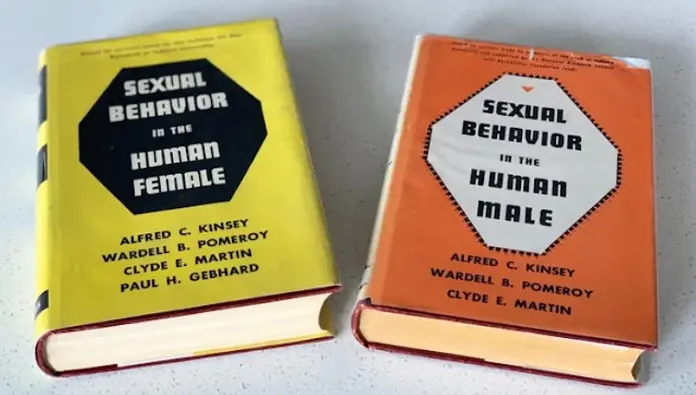 SEXUAL
BEHAVIOR
IN THE
HUMAN
FEMALE
ALFRED C. KINSEY
WARDELL B. POMEROY
CLYDE E. MARTIN
PAUL H. GEBHARD
SEXUAL
BEHAVIOR
IN THE
HUMAN
MALE
ALFRED C. KINSEY
WARDELL B. POMEROY
CLYDE E. MARTIN